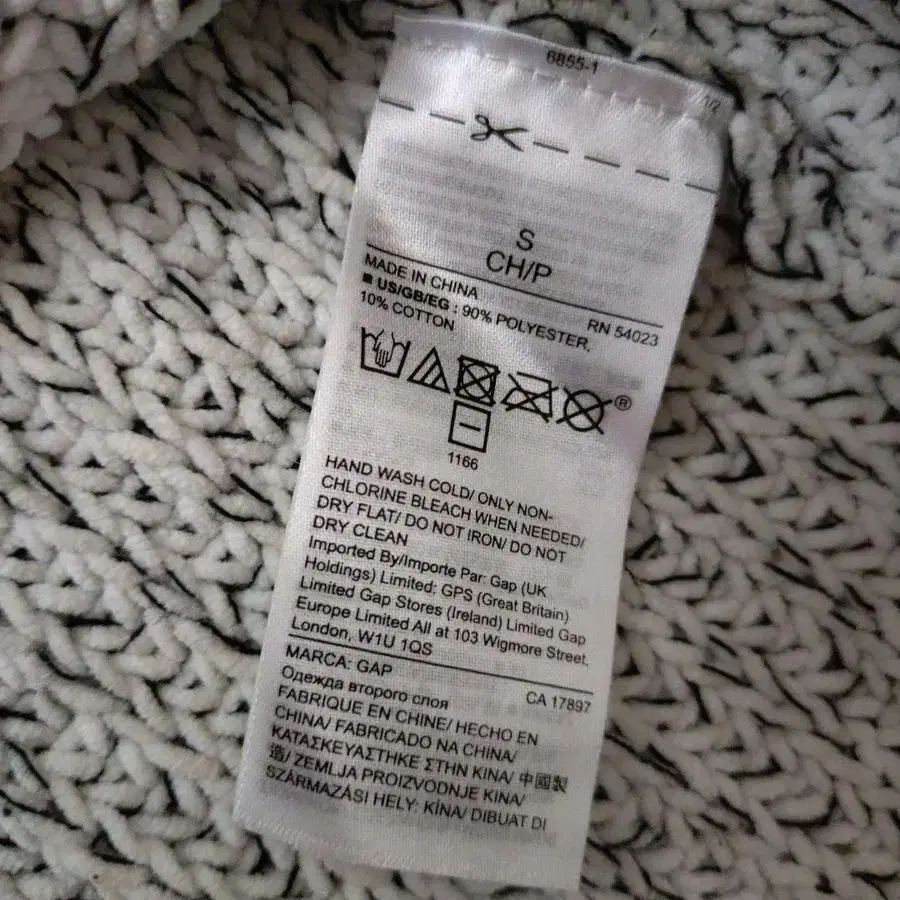 6855-1
1/2
S
CH/P
MADE IN CHINA
RN 54023
■ US/GB/EG : 90% POLYESTER,
10% COTTON
®
1166
HAND WASH COLD/ ONLY NON-
CHLORINE BLEACH WHEN NEEDED/
DRY FLAT/ DO NOT IRON/ DO NOT
DRY CLEAN
Imported By/Importe Par: Gap (UK
Holdings) Limited; GPS (Great Britain)
Limited Gap Stores (Ireland) Limited Gap
Europe Limited All at 103 Wigmore Street,
London, W1U 1QS
MARCA: GAP
CA 17897
Одежда второго слоя
FABRIQUE EN CHINE/ HECHO EN
CHINA/ FABRICADO NA CHINA/
ΚΑΤΑΣΚΕΥΑΣΤΗΚΕ ΣΤΗΝ ΚΙΝΑ/ 中國製
造/ ZEMLJA PROIZVODNJE KINA/
SZÁRMAZÁSI HELY: KÍNA/ DIBUAT DI